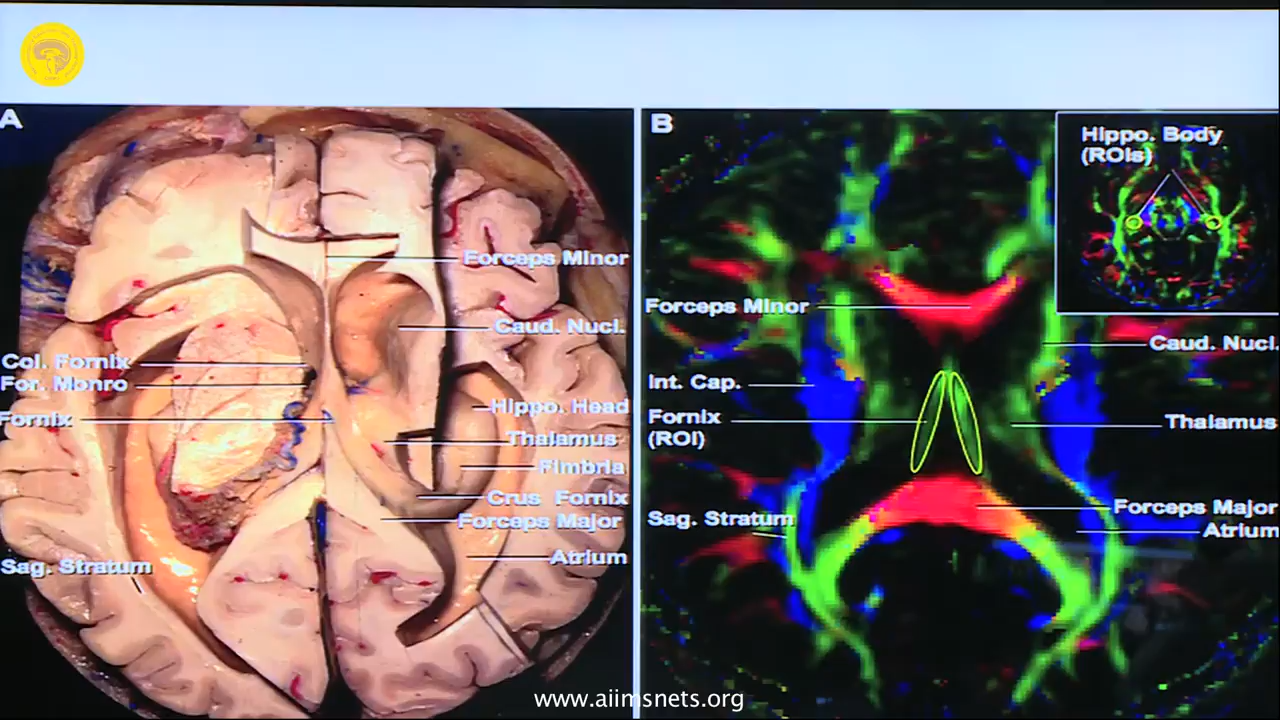 A
Forceps Minor
Caud. Nucl.
Col. Fornix
For. Monro
Fornix
Hippo. Head
Thalamus
Fimbria
Crus Fornix
Forceps Major
Atrium
Sag. Stratum
B
Hippo. Body
(ROIs)
Forceps Minor
Caud. Nucl.
Int. Cap.
Fornix
(ROI)
Thalamus
Forceps Major
Sag. Stratum
Atrium
www.aiimsnets.org